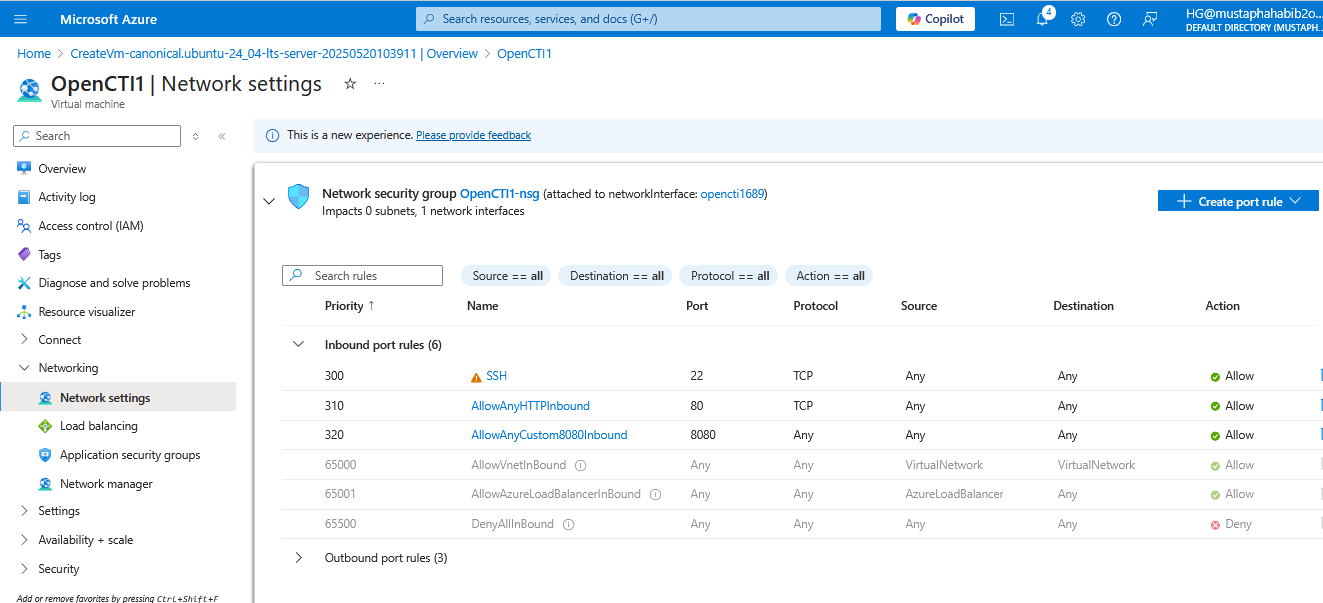 Microsoft Azure
Search resources, services, and docs (G+/)
Copilot
4
HG@mustaphahabib2o...
DEFAULT DIRECTORY (MUSTAPH...
Home > CreateVm-canonical.ubuntu-24_04-lts-server-20250520103911 | Overview > OpenCTI1
OpenCTI1 | Network settings ☆ ...
Virtual machine
Search
Overview
Activity log
Access control (IAM)
Tags
Diagnose and solve problems
Resource visualizer
Connect
Networking
Network settings
Load balancing
Application security groups
Network manager
Settings
Availability + scale
Security
Add or remove favorites by pressing Ctrl+Shift+F
This is a new experience. Please provide feedback
Network security group OpenCTI1-nsg (attached to networkInterface: opencti1689)
Impacts 0 subnets, 1 network interfaces
+ Create port rule
Search rules
Source == all
Destination == all
Protocol == all
Action == all
Priority ↑ Name Port Protocol Source Destination Action
Inbound port rules (6)
300 SSH 22 TCP Any Any Allow
310 AllowAnyHTTPInbound 80 TCP Any Any Allow
320 AllowAnyCustom8080Inbound 8080 Any Any Any Allow
65000 AllowVnetInBound Any Any VirtualNetwork VirtualNetwork Allow
65001 AllowAzureLoadBalancerInBound Any Any AzureLoadBalancer Any Allow
65500 DenyAllInBound Any Any Any Any Deny
Outbound port rules (3)